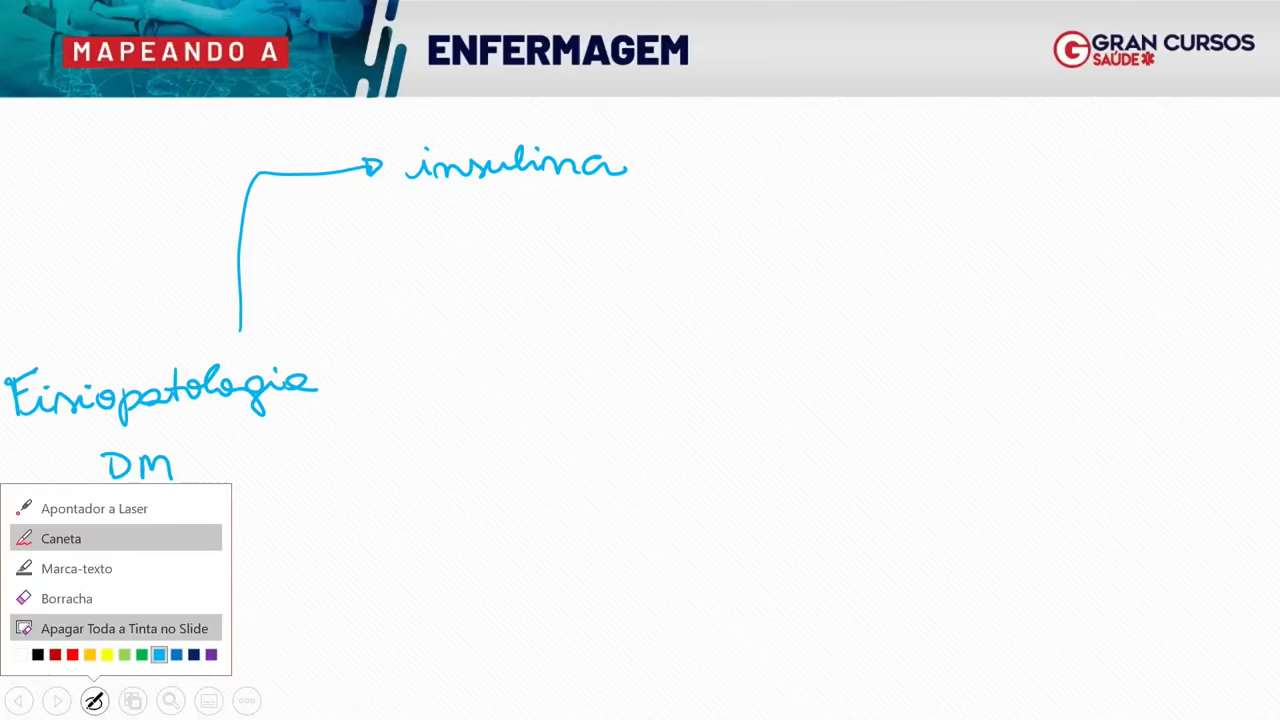 MAPEANDO A ENFERMAGEM
GRAN CURSOS
SAÚDE
insulina
Fisiopatologia
DM
Apontador a Laser
Caneta
Marca-texto
Borracha
Apagar Toda a Tinta no Slide